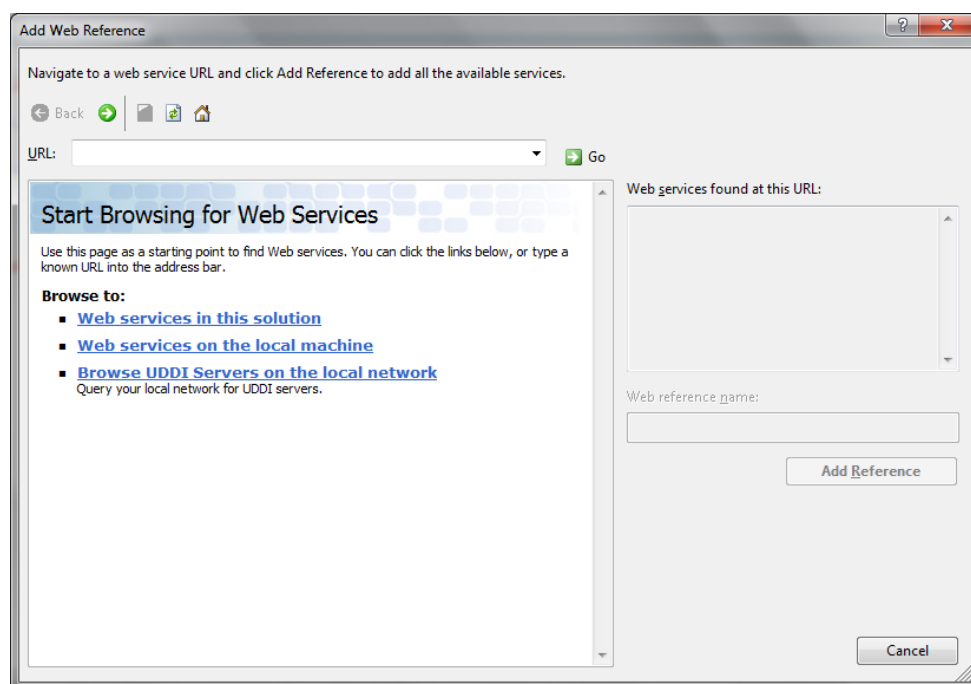 Add Web Reference
Navigate to a web service URL and click Add Reference to add all the available services.
Back
URL:
Go
Start Browsing for Web Services
Use this page as a starting point to find Web services. You can click the links below, or type a
known URL into the address bar.
Browse to:
Web services in this solution
Web services on the local machine
Browse UDDI Servers on the local network
Query your local network for UDDI servers.
Web services found at this URL:
Web reference name:
Add Reference
Cancel